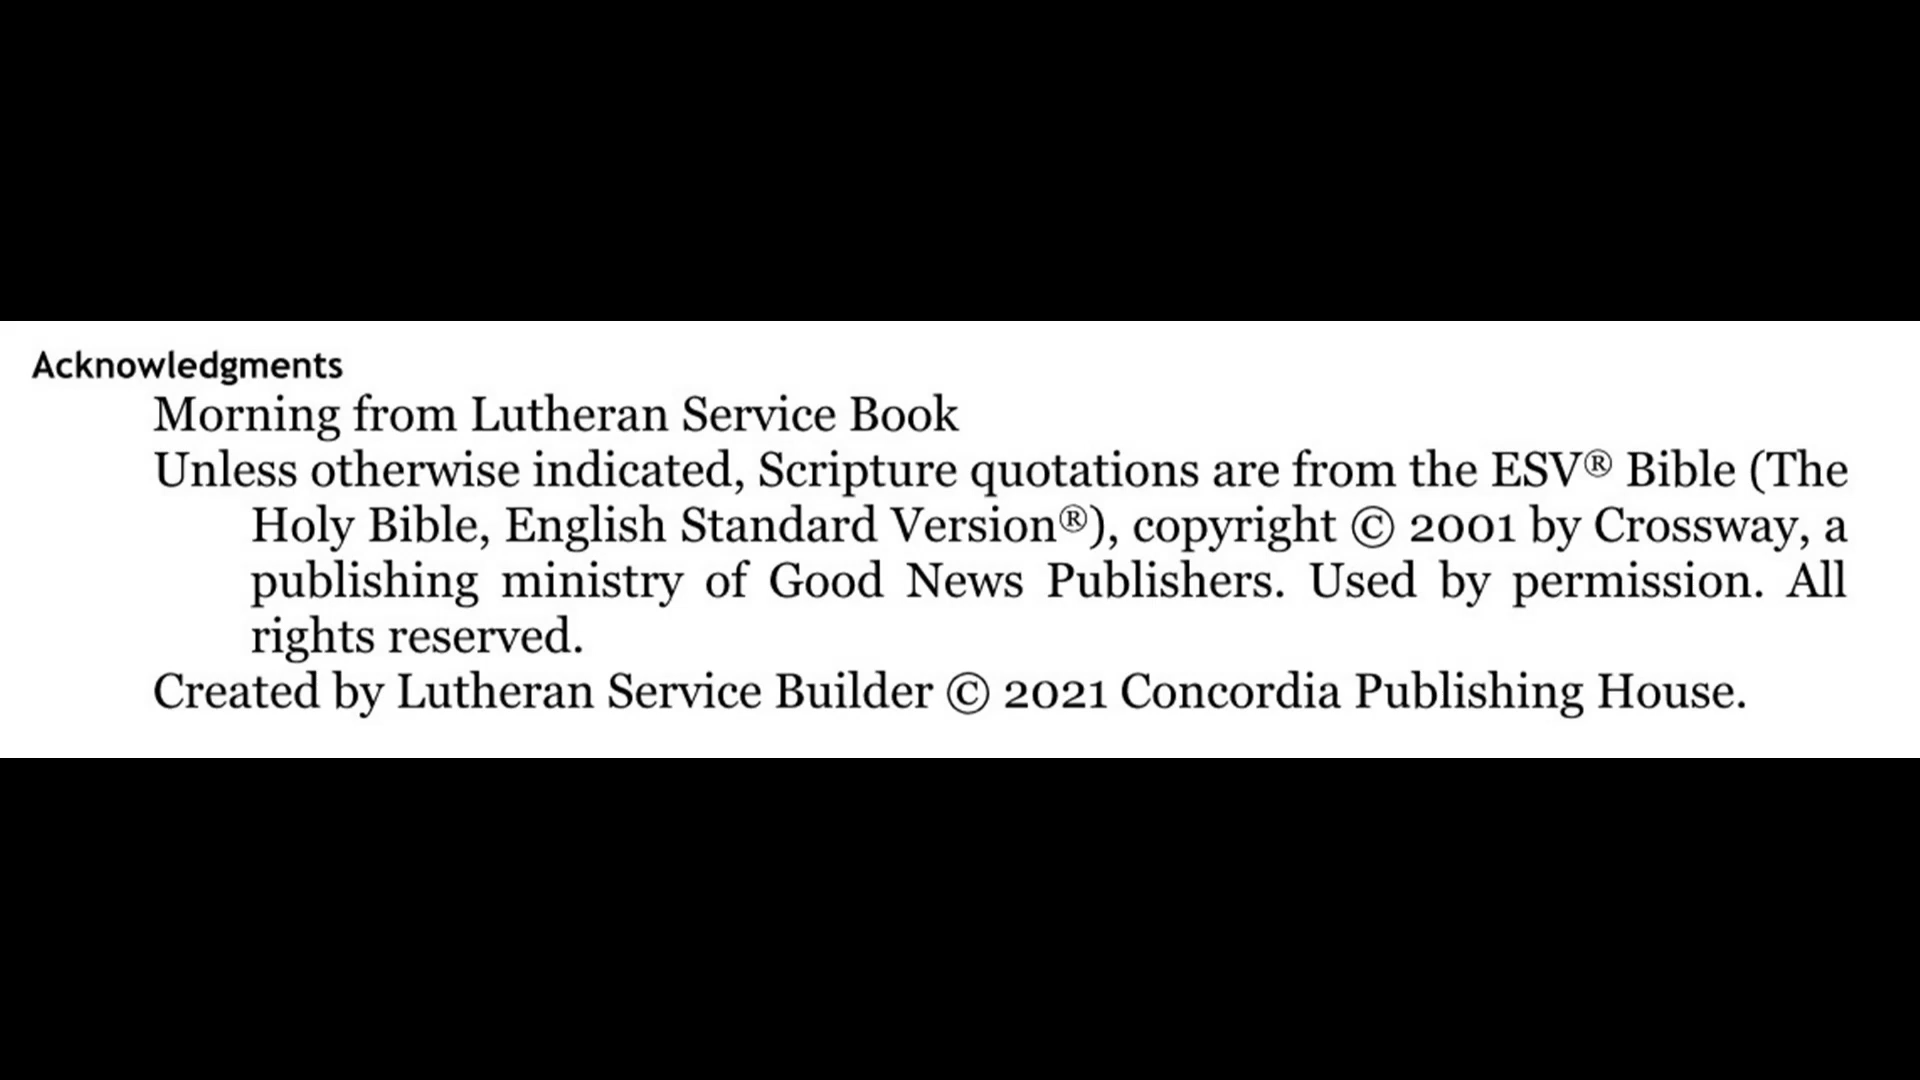 Acknowledgments
Morning from Lutheran Service Book
Unless otherwise indicated, Scripture quotations are from the ESV® Bible (The
Holy Bible, English Standard Version®), copyright © 2001 by Crossway, a
publishing ministry of Good News Publishers. Used by permission. All
rights reserved.
Created by Lutheran Service Builder © 2021 Concordia Publishing House.